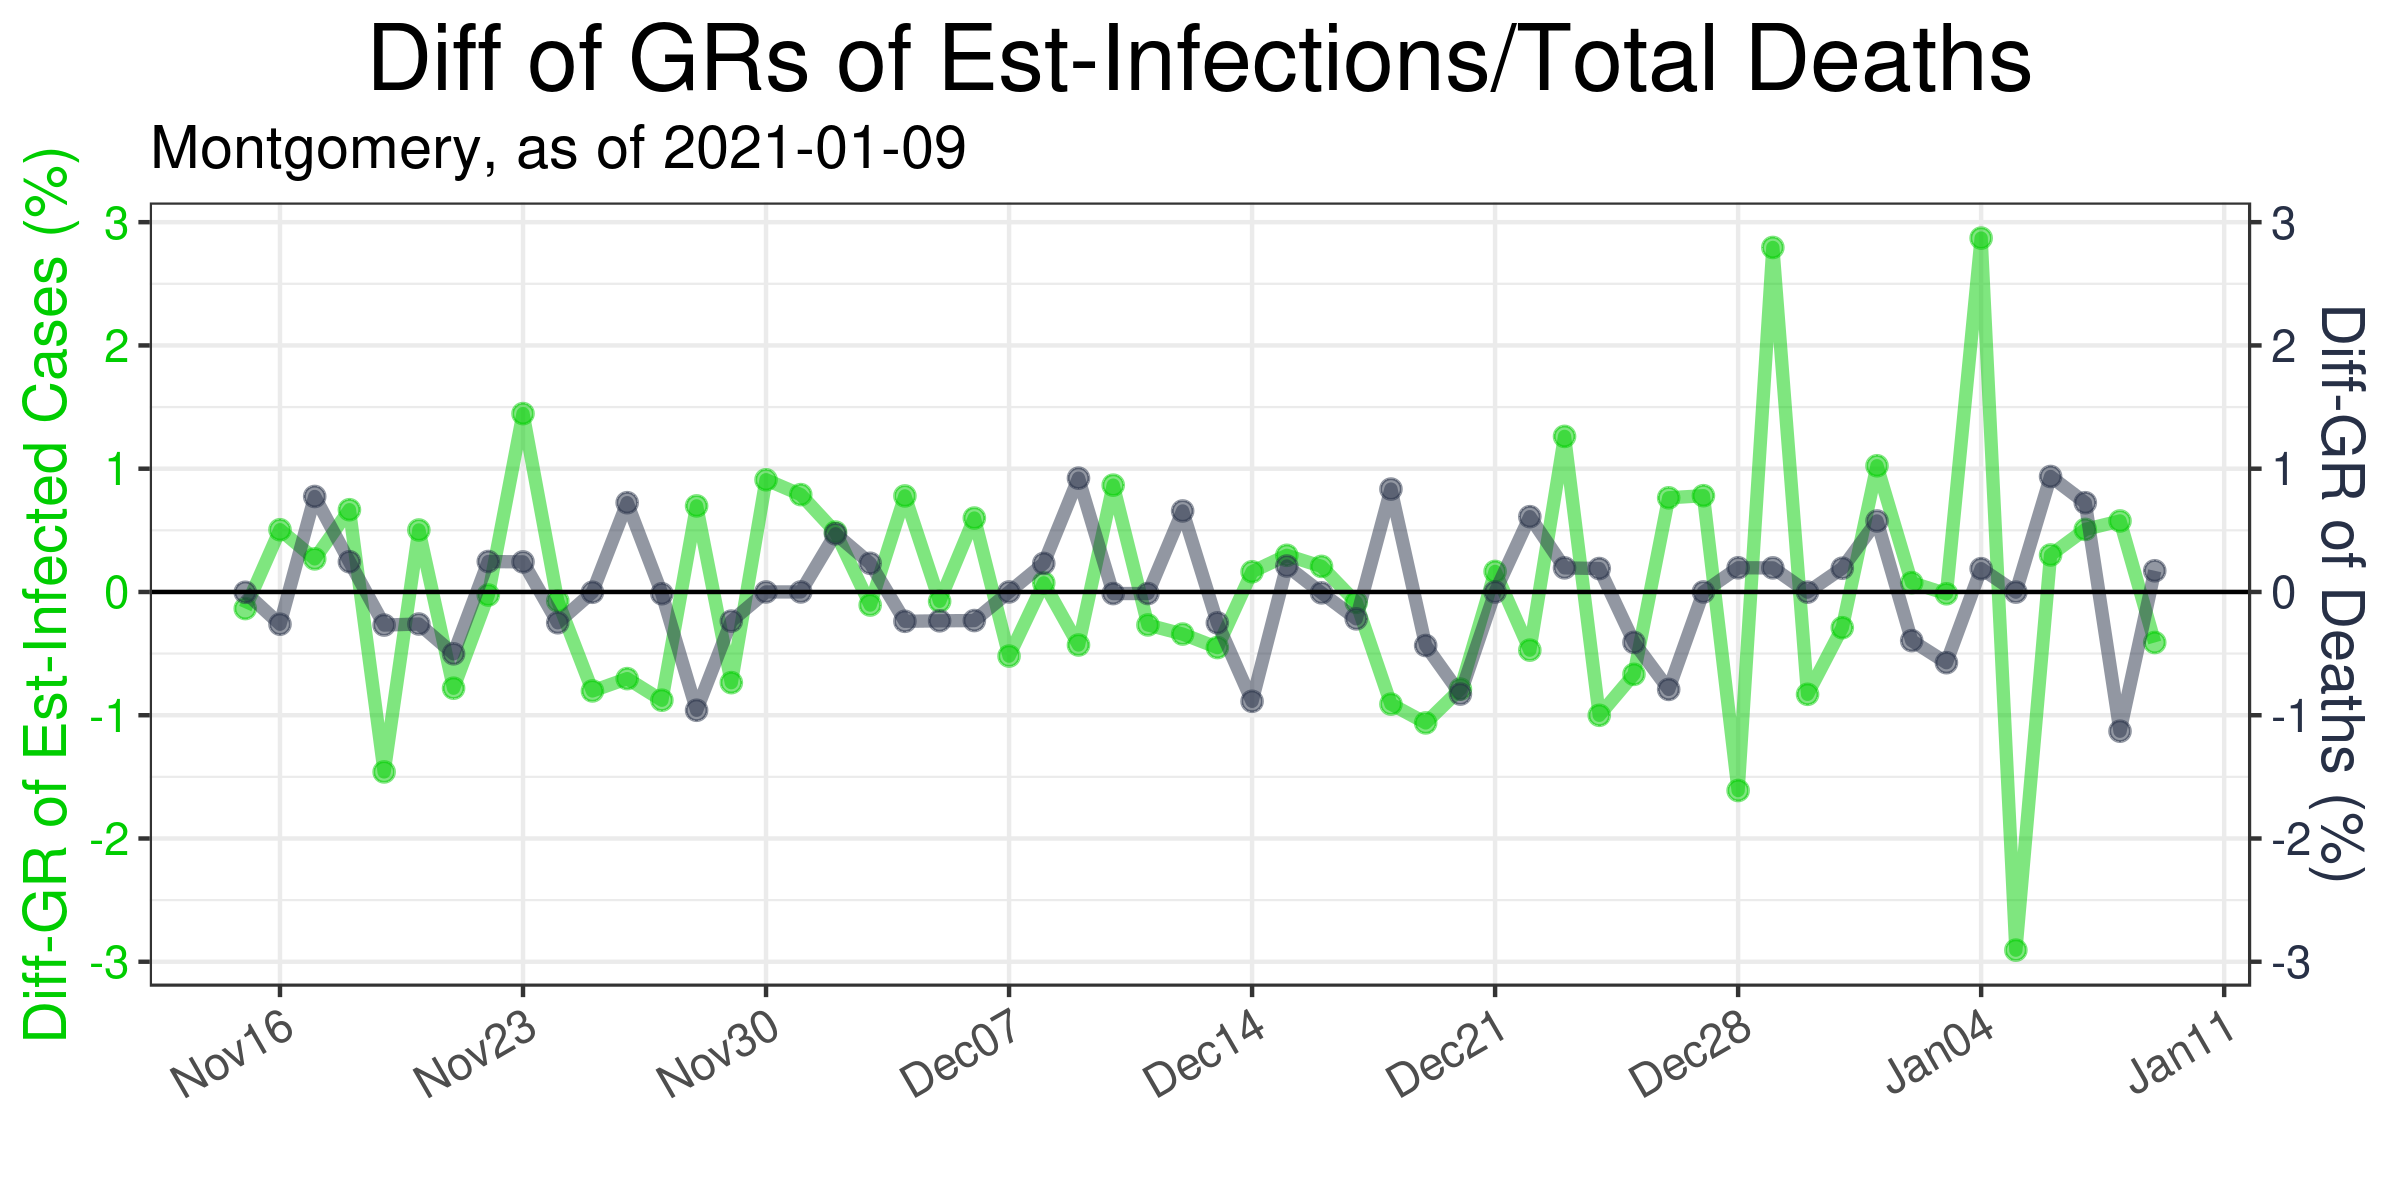 Diff of GRs of Est-Infections/Total Deaths
Montgomery, as of 2021-01-09
Diff-GR of Est-Infected Cases (%)
3
2
1
0
-1
-2
-3
3
2
1
0
-1
-2
-3
Diff-GR of Deaths (%)
Nov16
Nov23
Nov30
Dec07
Dec14
Dec21
Dec28
Jan04
Jan11